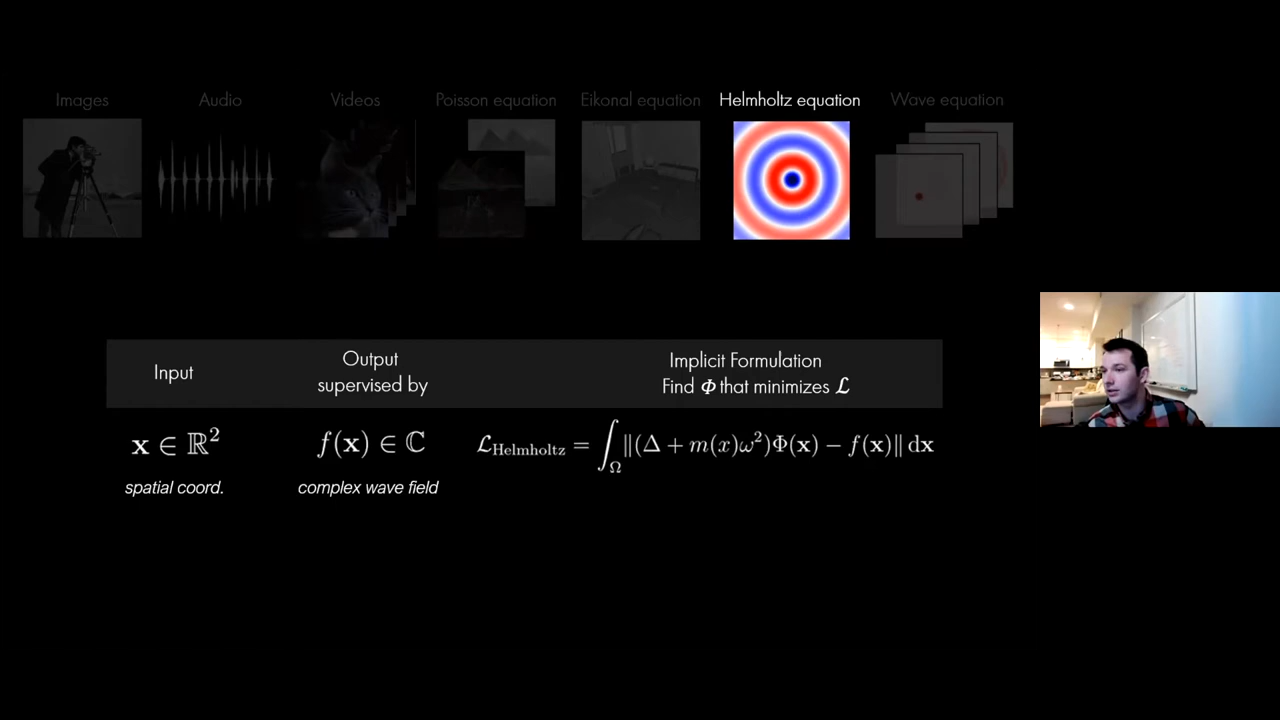 Images Audio Videos Poisson equation Eikonal equation Helmholtz equation Wave equation
Input
Output
supervised by
Implicit Formulation
Find Φ that minimizes ℒ
𝐱 ∈ ℝ²
f(𝐱) ∈ ℂ
ℒ_Helmholtz = ∫_Ω ‖(Δ + m(x)ω²)Φ(𝐱) − f(𝐱)‖ d𝐱
spatial coord.
complex wave field